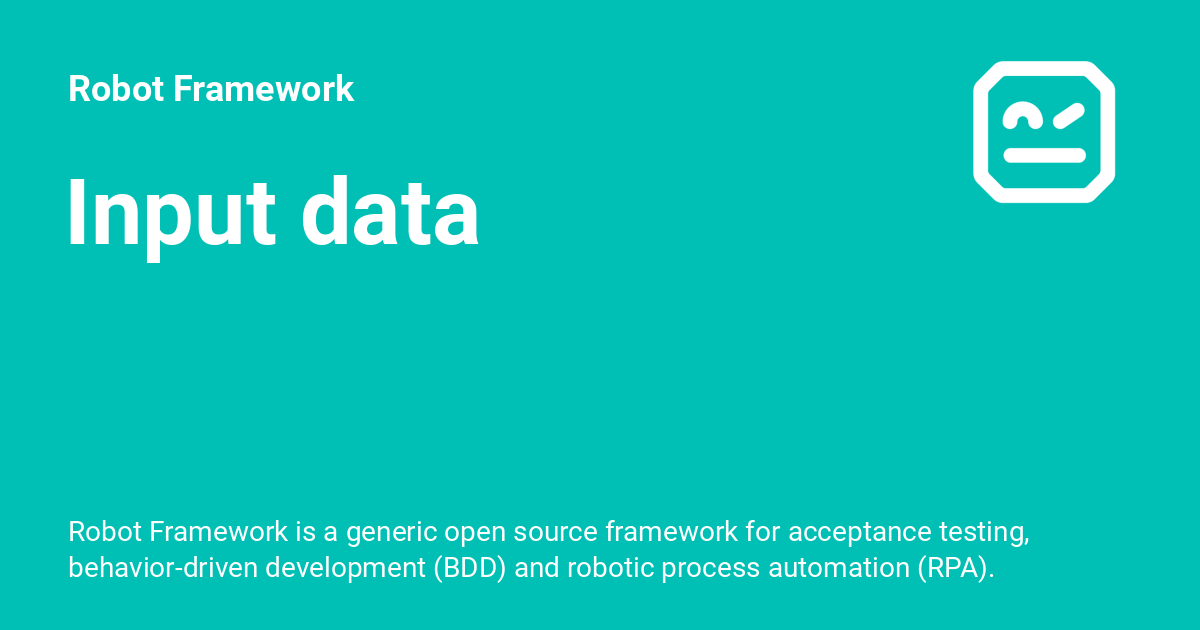 Robot Framework
Input data
Robot Framework is a generic open source framework for acceptance testing,
behavior-driven development (BDD) and robotic process automation (RPA).